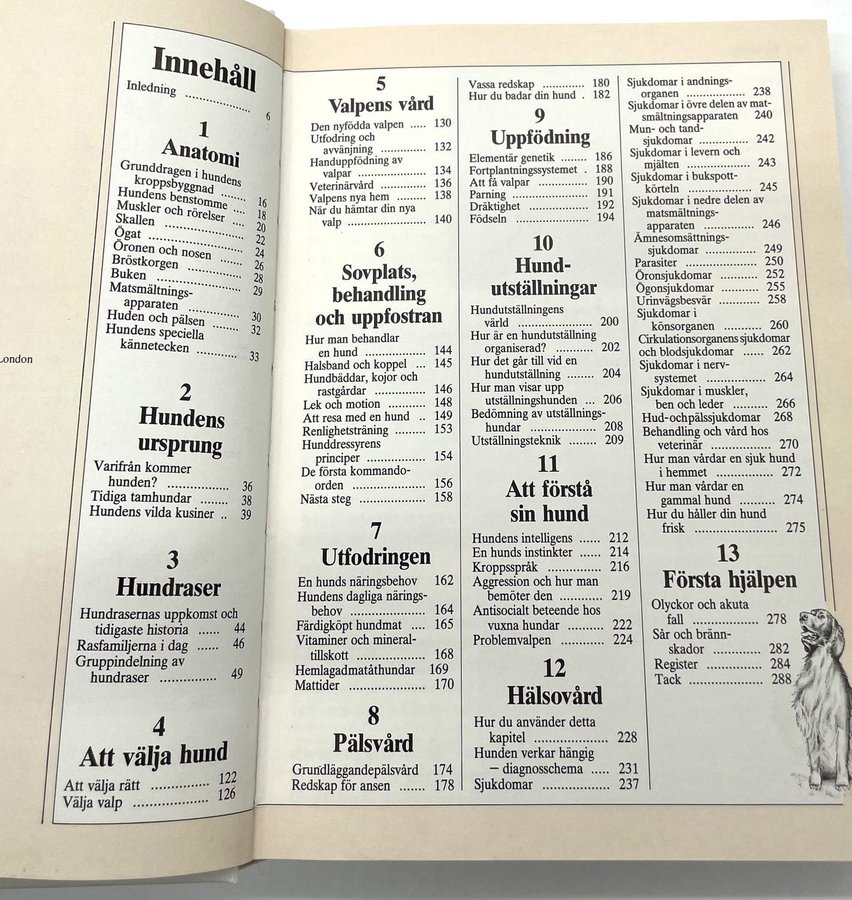 London
Innehåll
Inledning .................... 6
1
Anatomi
Grunddragen i hundens
kroppsbyggnad ........ 16
Hundens benstomme .... 18
Muskler och rörelser .... 20
Skallen ........................ 22
Ögat ............................ 24
Öronen och nosen ........ 26
Bröstkorgen ................ 28
Buken .......................... 29
Matsmältnings-
apparaten ................ 30
Huden och pälsen ........ 32
Hundens speciella
kännetecken ............ 33
2
Hundens
ursprung
Varifrån kommer
hunden? .................. 36
Tidiga tamhundar ........ 38
Hundens vilda kusiner .. 39
3
Hundraser
Hundrasernas uppkomst och
tidigaste historia ...... 44
Rasfamiljerna i dag ...... 46
Gruppindelning av
hundraser ................ 49
4
Att välja hund
Att välja rätt ................ 122
Välja valp .................... 126
5
Valpens vård
Den nyfödda valpen ..... 130
Utfodring och
avvänjning .............. 132
Handuppfödning av
valpar ...................... 134
Veterinärvård .............. 136
Valpens nya hem .......... 138
När du hämtar din nya
valp ........................ 140
6
Sovplats,
behandling
och uppfostran
Hur man behandlar
en hund .................. 144
Halsband och koppel ... 145
Hundbäddar, kojor och
rastgårdar ................ 146
Lek och motion ............ 148
Att resa med en hund .. 149
Renlighetsträning ........ 153
Hunddressyrens
principer .................. 154
De första kommando-
orden ...................... 156
Nästa steg .................... 158
7
Utfodringen
En hunds näringsbehov 162
Hundens dagliga närings-
behov ...................... 164
Färdigköpt hundmat .... 165
Vitaminer och mineral-
tillskott .................... 168
Hemlagadmatåthundar 169
Mattider ...................... 170
8
Pälsvård
Grundläggandepälsvård 174
Redskap för ansen ....... 178
Vassa redskap .............. 180
Hur du badar din hund . 182
9
Uppfödning
Elementär genetik ....... 186
Fortplantningssystemet . 188
Att få valpar ................ 190
Parning ........................ 191
Dräktighet .................... 192
Födseln ........................ 194
10
Hund-
utställningar
Hundutställningens
värld ........................ 200
Hur är en hundutställning
organiserad? ............ 202
Hur det går till vid en
hundutställning ........ 204
Hur man visar upp
utställningshunden ... 206
Bedömning av utställnings-
hundar .................... 208
Utställningsteknik ........ 209
11
Att förstå
sin hund
Hundens intelligens ...... 212
En hunds instinkter ...... 214
Kroppsspråk ................ 216
Aggression och hur man
bemöter den ............ 219
Antisocialt beteende hos
vuxna hundar .......... 222
Problemvalpen ............ 224
12
Hälsovård
Hur du använder detta
kapitel .................... 228
Hunden verkar hängig
– diagnosschema ..... 231
Sjukdomar .................. 237
Sjukdomar i andnings-
organen .................. 238
Sjukdomar i övre delen av mat-
smältningsapparaten 240
Mun- och tand-
sjukdomar .............. 242
Sjukdomar i levern och
mjälten .................... 243
Sjukdomar i bukspott-
körteln .................... 245
Sjukdomar i nedre delen av
matsmältnings-
apparaten ................ 246
Ämnesomsättnings-
sjukdomar .............. 249
Parasiter ...................... 250
Öronsjukdomar ............ 252
Ögonsjukdomar .......... 255
Urinvägsbesvär ............ 258
Sjukdomar i
könsorganen ............ 260
Cirkulationsorganens sjukdomar
och blodsjukdomar .. 262
Sjukdomar i nerv-
systemet .................. 264
Sjukdomar i muskler,
ben och leder .......... 266
Hud-ochpälssjukdomar 268
Behandling och vård hos
veterinär .................. 270
Hur man vårdar en sjuk hund
i hemmet ................ 272
Hur man vårdar en
gammal hund .......... 274
Hur du håller din hund
frisk ........................ 275
13
Första hjälpen
Olyckor och akuta
fall .......................... 278
Sår och bränn-
skador .................... 282
Register ...................... 284
Tack ............................ 288